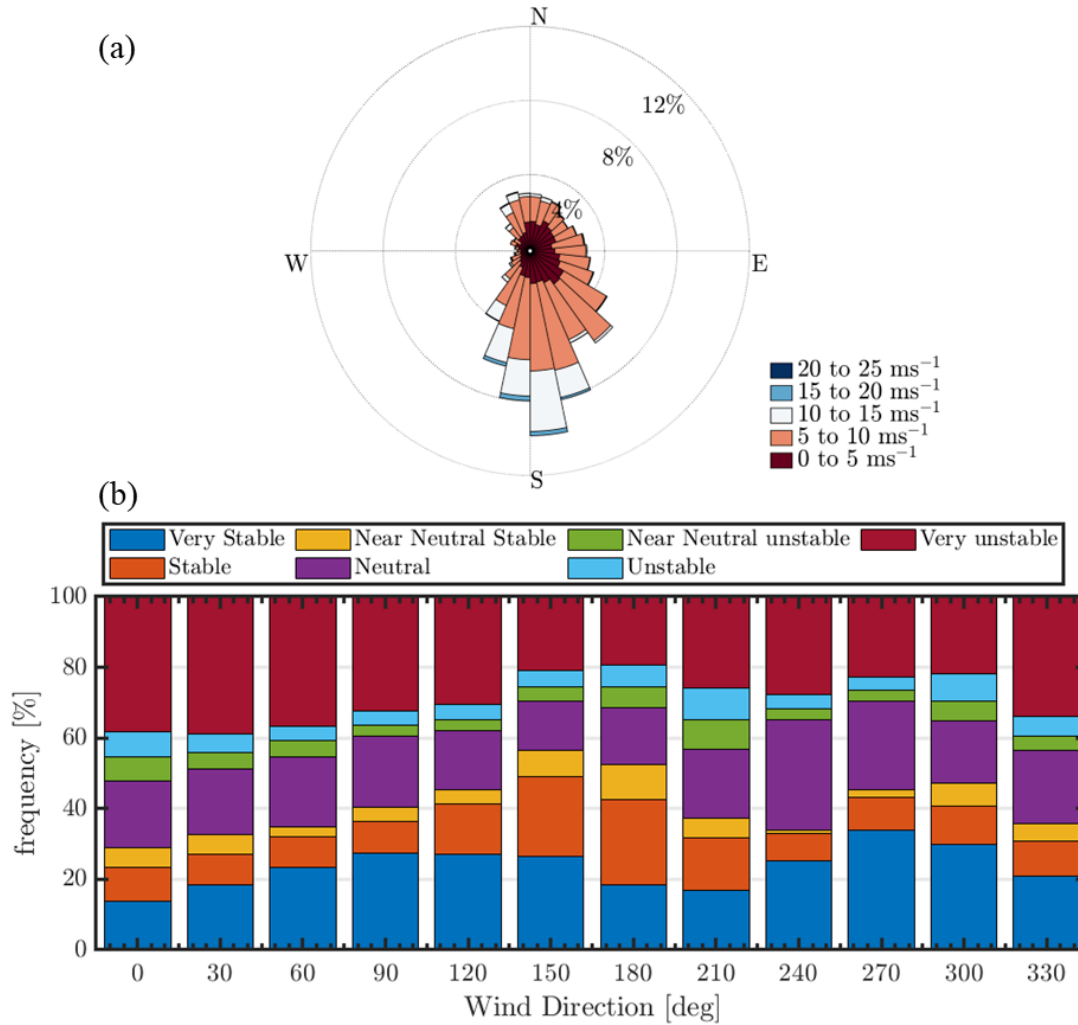 (a)
N
12%
8%
4%
W
E
S
20 to 25 ms⁻¹
15 to 20 ms⁻¹
10 to 15 ms⁻¹
5 to 10 ms⁻¹
0 to 5 ms⁻¹
(b)
Very Stable Near Neutral Stable Near Neutral unstable Very unstable
Stable Neutral Unstable
100
80
60
40
20
0
frequency [%]
0 30 60 90 120 150 180 210 240 270 300 330
Wind Direction [deg]